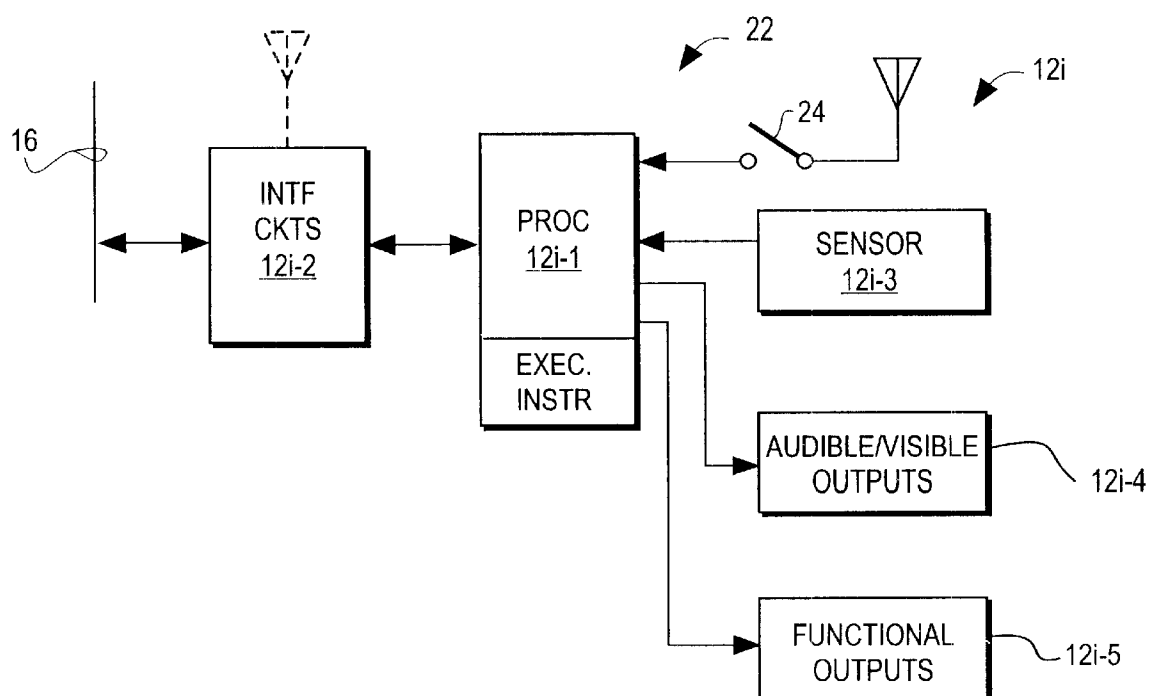 22
12i
24
16
INTF
CKTS
12i-2
PROC
12i-1
EXEC.
INSTR
SENSOR
12i-3
AUDIBLE/VISIBLE
OUTPUTS
12i-4
FUNCTIONAL
OUTPUTS
12i-5